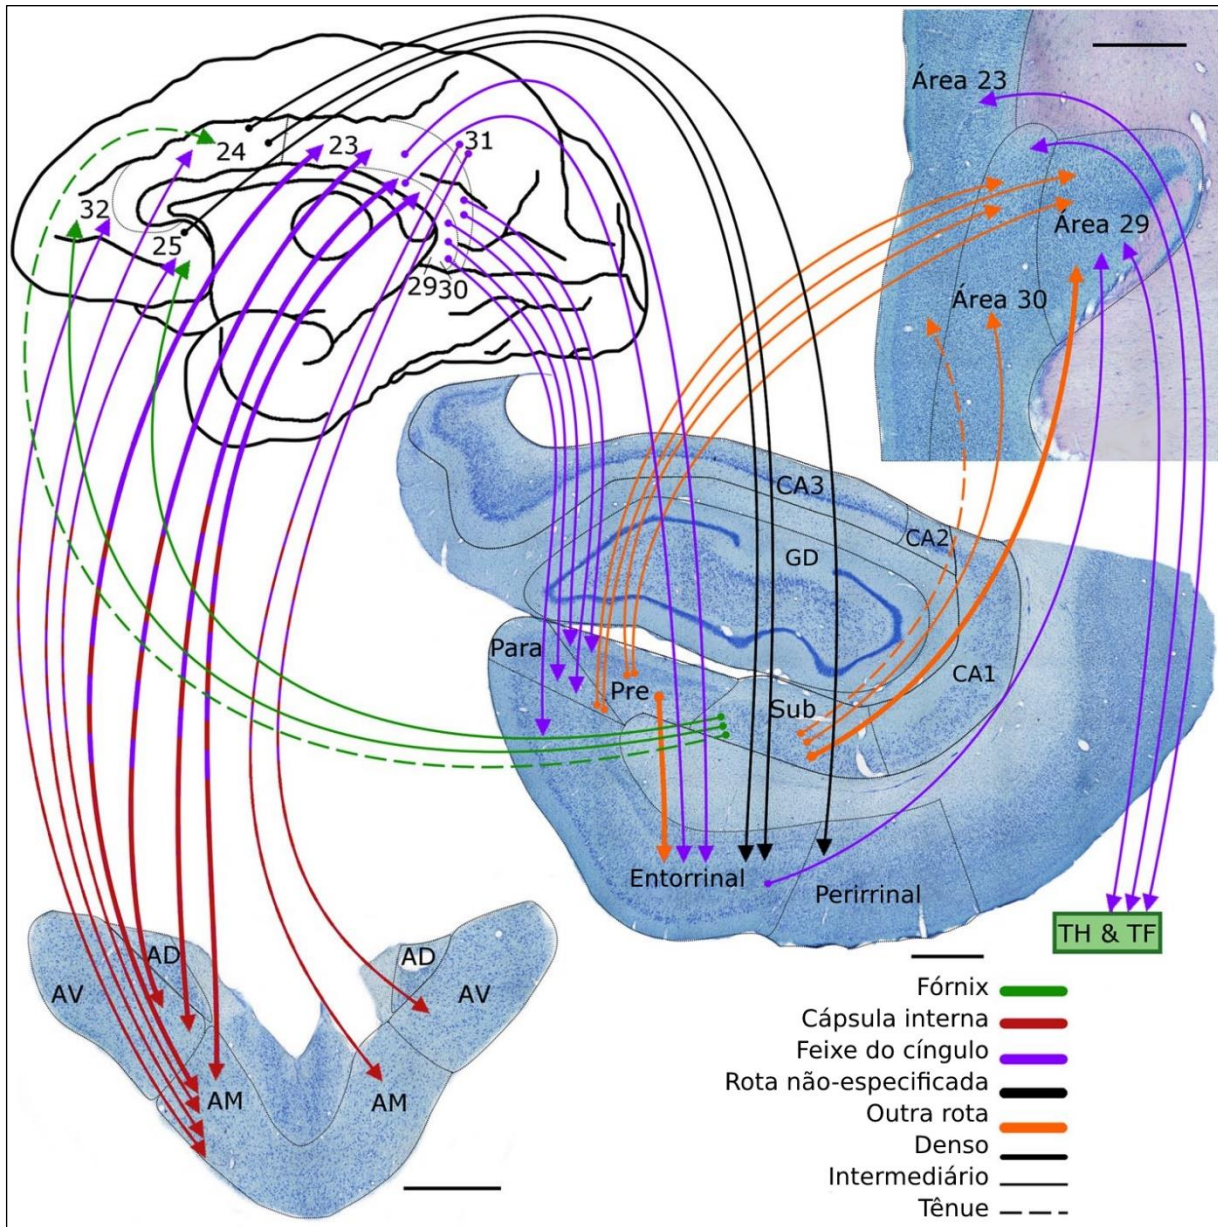 24
23
31
32
25
29
30
Área 23
Área 29
Área 30
CA3
CA2
GD
CA1
Para
Pre
Sub
Entorrinal
Perirrinal
TH & TF
AD
AD
AV
AV
AM
AM
Fórnix
Cápsula interna
Feixe do cíngulo
Rota não-especificada
Outra rota
Denso
Intermediário
Tênue